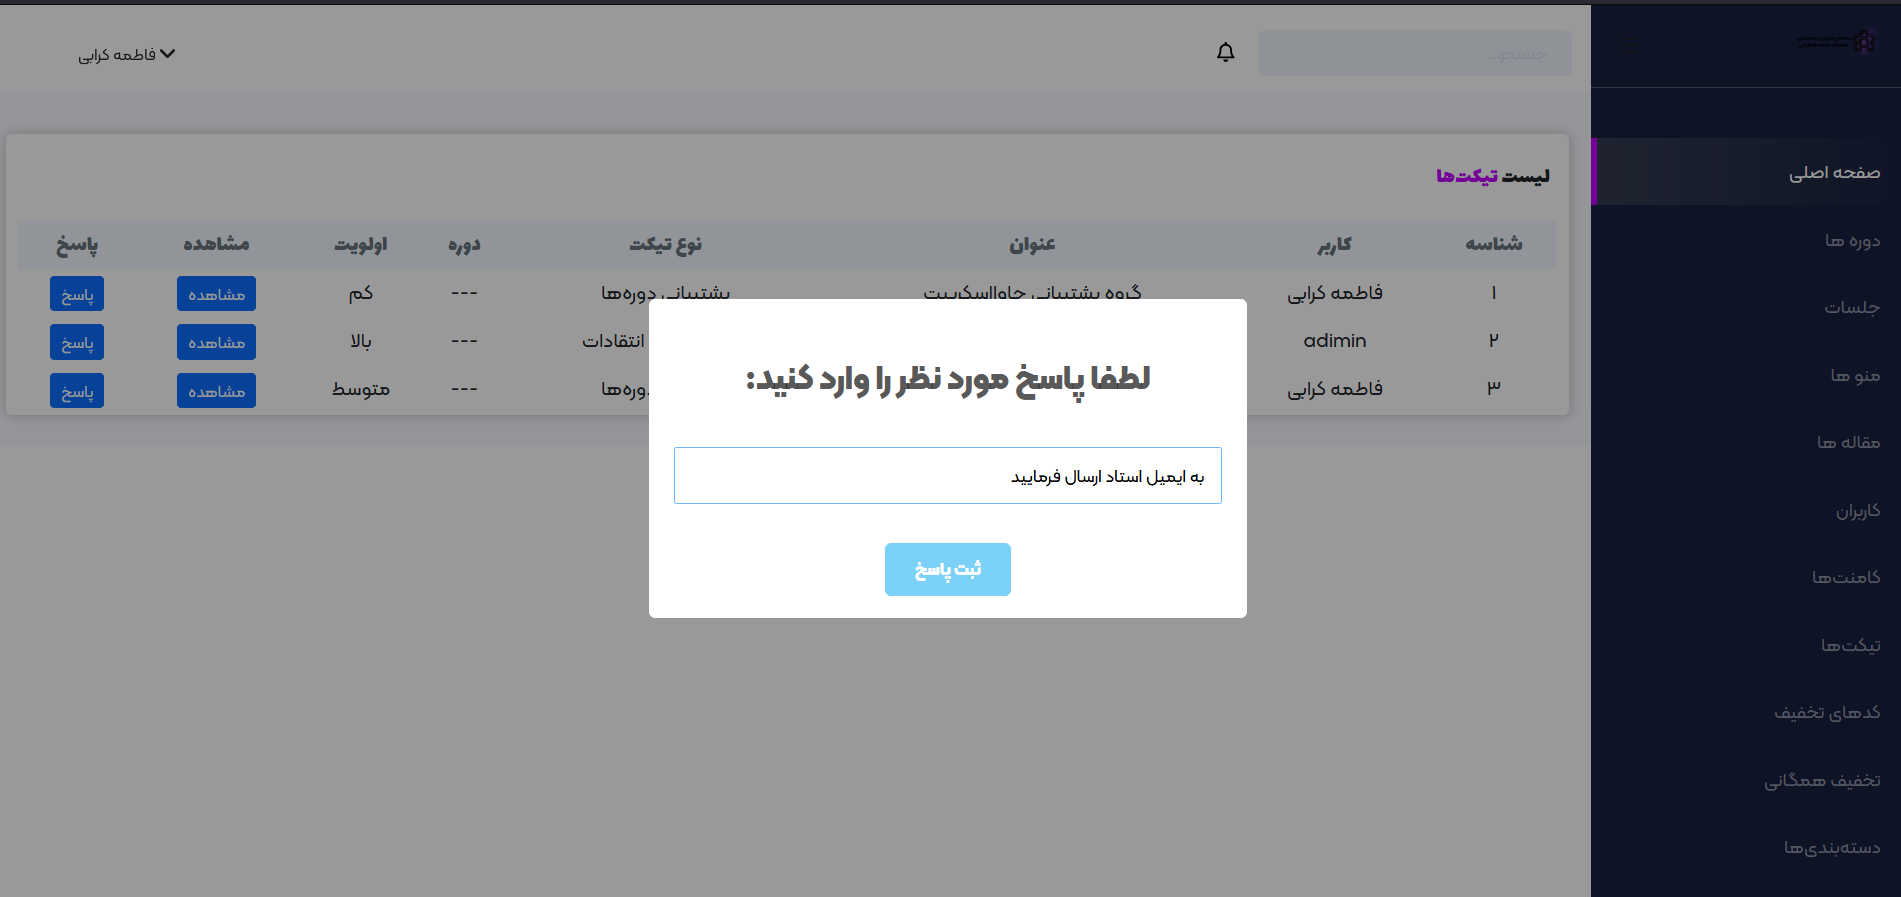 جستجو...
فاطمه کرابی
صفحه اصلی
دوره ها
جلسات
منو ها
مقاله ها
کاربران
کامنت‌ها
تیکت‌ها
کدهای تخفیف
تخفیف همگانی
دسته‌بندی‌ها
لیست تیکت‌ها
شناسه کاربر عنوان نوع تیکت دوره اولویت مشاهده پاسخ
۱ فاطمه کرابی گروه پشتیبانی جاوااسکریپت پشتیبانی دوره‌ها --- کم مشاهده پاسخ
۲ adimin انتقادات --- بالا مشاهده پاسخ
۳ فاطمه کرابی دوره‌ها --- متوسط مشاهده پاسخ
لطفا پاسخ مورد نظر را وارد کنید:
به ایمیل استاد ارسال فرمایید
ثبت پاسخ